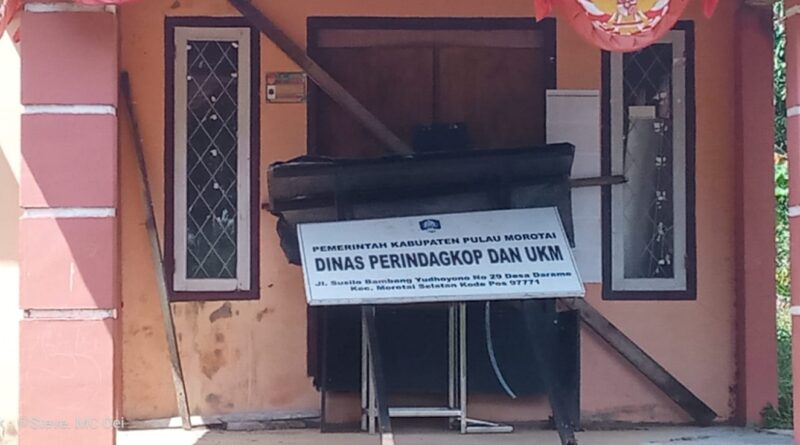 PEMERINTAH KABUPATEN PULAU MOROTAI
DINAS PERINDAGKOP DAN UKM
Jl. Susilo Bambang Yudhoyono No 29 Desa Darame
Kec. Morotai Selatan Kode Pos 97771
©Steve. MC Oei